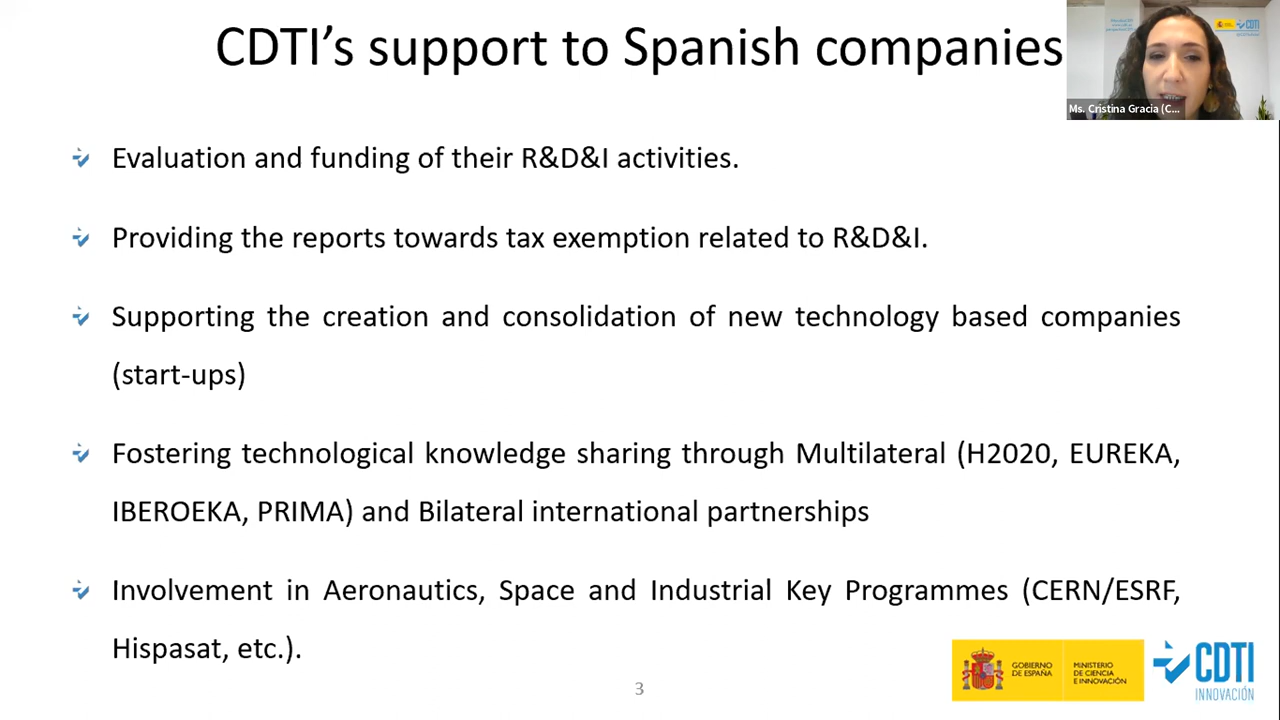 CDTI’s support to Spanish companies
CDTI
Ms. Cristina Gracia (C...
Evaluation and funding of their R&D&I activities.
Providing the reports towards tax exemption related to R&D&I.
Supporting the creation and consolidation of new technology based companies
(start-ups)
Fostering technological knowledge sharing through Multilateral (H2020, EUREKA,
IBEROEKA, PRIMA) and Bilateral international partnerships
Involvement in Aeronautics, Space and Industrial Key Programmes (CERN/ESRF,
Hispasat, etc.).
GOBIERNO
DE ESPAÑA
MINISTERIO
DE CIENCIA
E INNOVACIÓN
CDTI
INNOVACIÓN
3